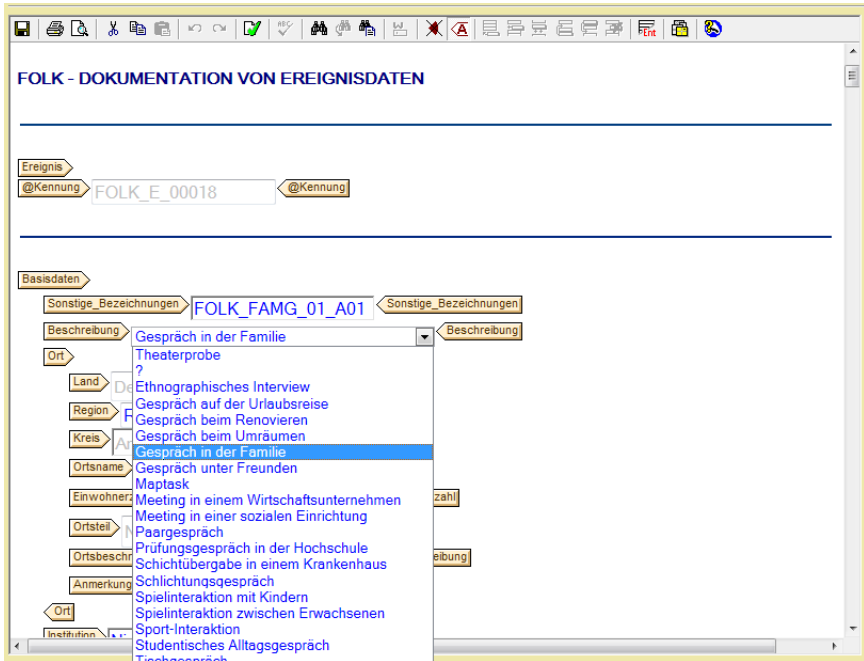 ABC
A
Ent
FOLK - DOKUMENTATION VON EREIGNISDATEN
Ereignis
@Kennung FOLK_E_00018 @Kennung
Basisdaten
Sonstige_Bezeichnungen FOLK_FAMG_01_A01 Sonstige_Bezeichnungen
Beschreibung Gespräch in der Familie Beschreibung
Ort
Theaterprobe
?
Land
Ethnographisches Interview
Region
Gespräch auf der Urlaubsreise
Gespräch beim Renovieren
Kreis
Gespräch beim Umräumen
Gespräch in der Familie
Ortsname
Gespräch unter Freunden
Maptask
Meeting in einem Wirtschaftsunternehmen
Meeting in einer sozialen Einrichtung
Ortsteil
Paargespräch
Prüfungsgespräch in der Hochschule
Schichtübergabe in einem Krankenhaus
Anmerkung
Schlichtungsgespräch
Spielinteraktion mit Kindern
Ort
Spielinteraktion zwischen Erwachsenen
Sport-Interaktion
Institution
Studentisches Alltagsgespräch
Tischgespräch